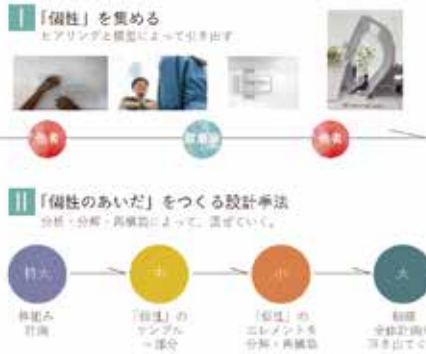 I 「個性」を集める
ヒアリングと模型によって引き出す
他者 他者
II 「個性のあいだ」をつくる設計手法
分析・分解・再構築によって、混ぜていく。
特大 中 小 大
枠組み
計画
「個性」の
サンプル
「個性」の
エレメントを
分解・再構築